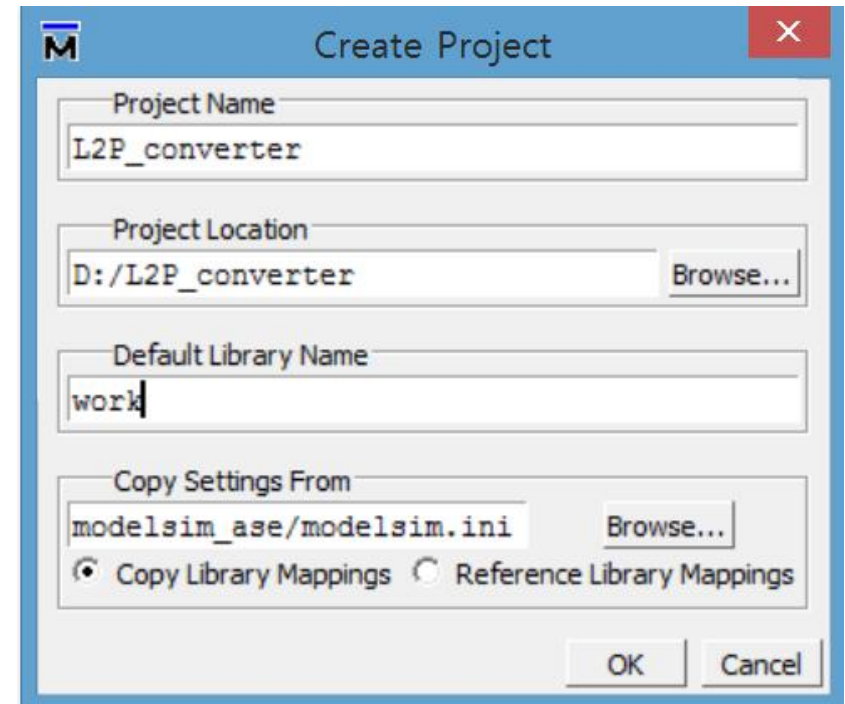 Create Project
Project Name
L2P_converter
Project Location
D:/L2P_converter
Browse...
Default Library Name
work
Copy Settings From
modelsim_ase/modelsim.ini
Browse...
Copy Library Mappings
Reference Library Mappings
OK
Cancel